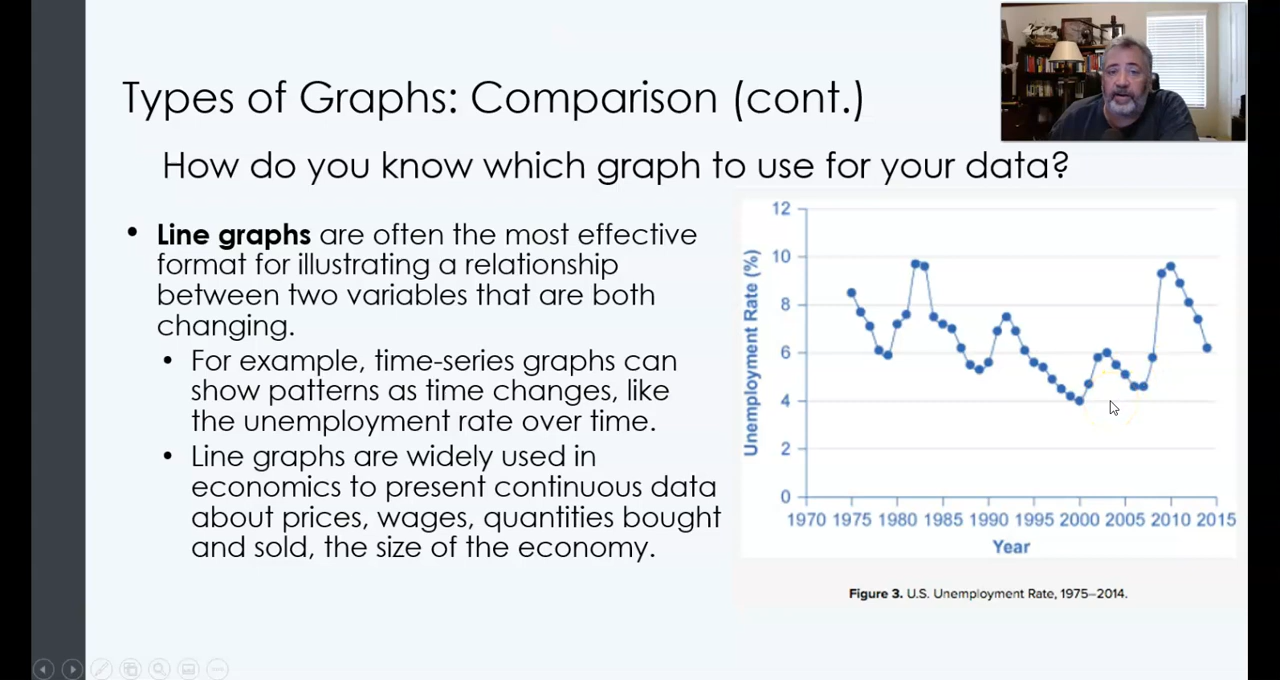 Types of Graphs: Comparison (cont.)
How do you know which graph to use for your data?
• Line graphs are often the most effective
format for illustrating a relationship
between two variables that are both
changing.
• For example, time-series graphs can
show patterns as time changes, like
the unemployment rate over time.
• Line graphs are widely used in
economics to present continuous data
about prices, wages, quantities bought
and sold, the size of the economy.
Unemployment Rate (%)
12
10
8
6
4
2
0
1970 1975 1980 1985 1990 1995 2000 2005 2010 2015
Year
Figure 3. U.S. Unemployment Rate, 1975–2014.